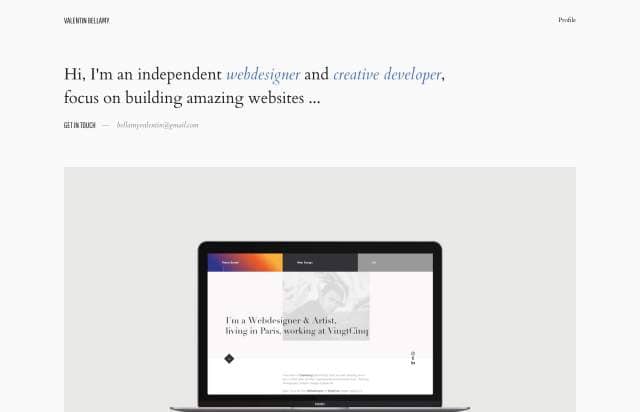 VALENTIN BELLAMY.
Profile
Hi, I'm an independent webdesigner and creative developer,
focus on building amazing websites ...
GET IN TOUCH — bellamyvalentin@gmail.com
I'm a Webdesigner & Artist,
living in Paris, working at VingtCinq